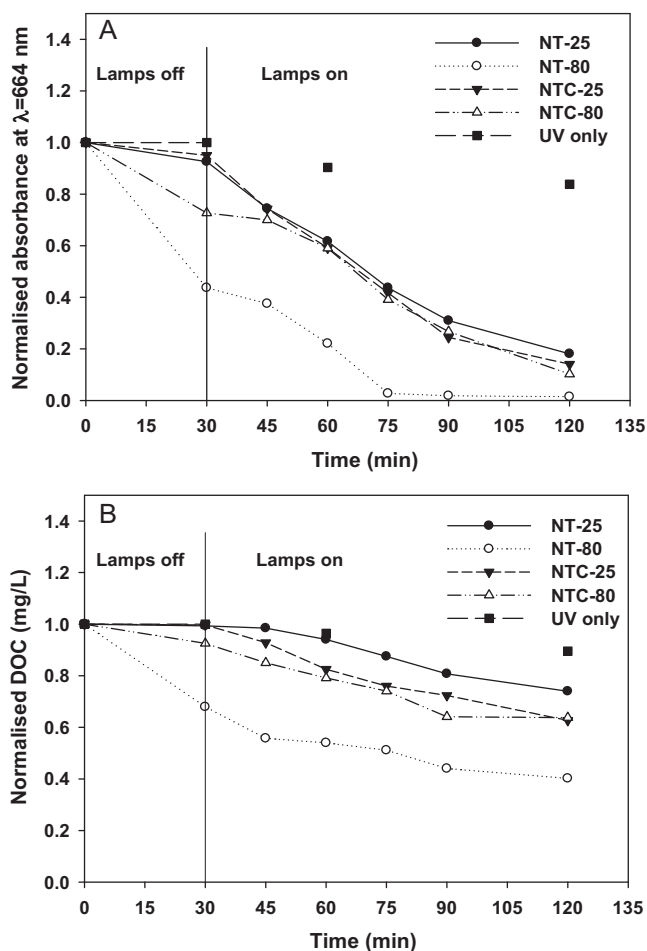 A
Lamps off
Lamps on
NT-25
NT-80
NTC-25
NTC-80
UV only
Normalised absorbance at λ=664 nm
1.4
1.2
1.0
0.8
0.6
0.4
0.2
0.0
0 15 30 45 60 75 90 105 120 135
Time (min)
B
Lamps off
Lamps on
NT-25
NT-80
NTC-25
NTC-80
UV only
Normalised DOC (mg/L)
1.4
1.2
1.0
0.8
0.6
0.4
0.2
0.0
0 15 30 45 60 75 90 105 120 135
Time (min)